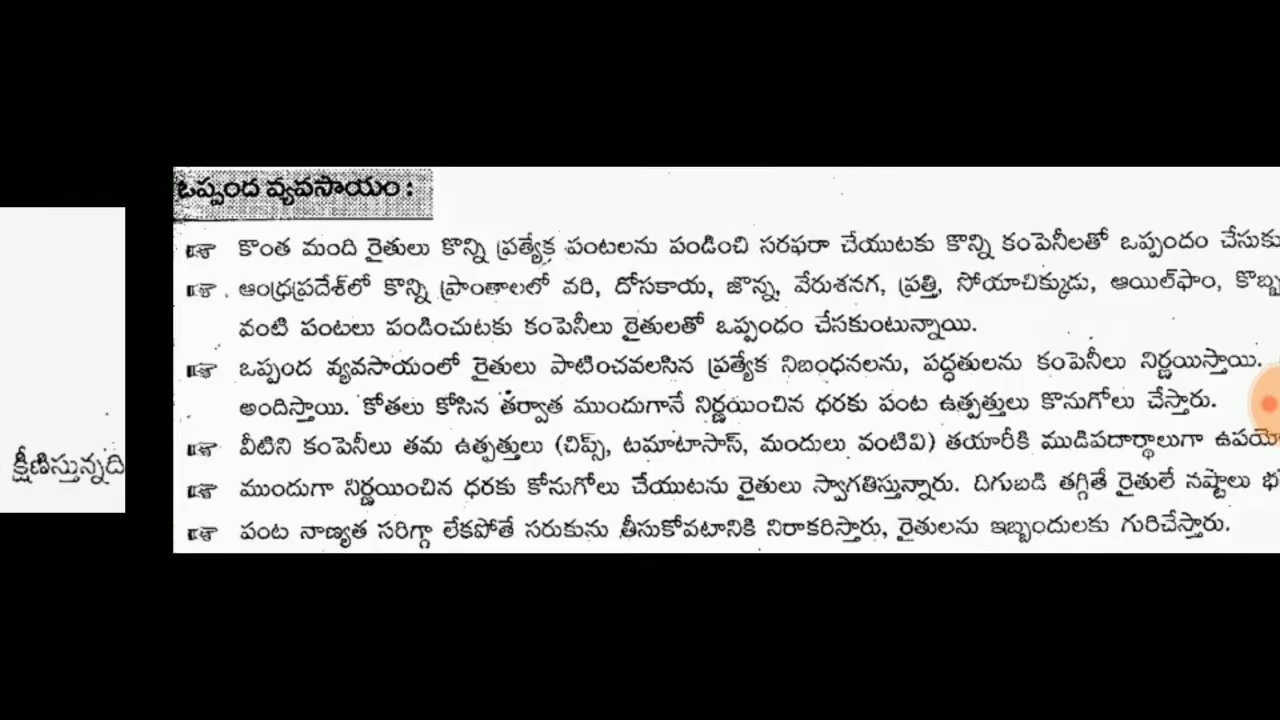 ఒప్పంద వ్యవసాయం :
కొంత మంది రైతులు కొన్ని ప్రత్యేక పంటలను పండించి సరఫరా చేయుటకు కొన్ని కంపెనీలతో ఒప్పందం చేసుకు
ఆంధ్రప్రదేశ్‌లో కొన్ని ప్రాంతాలలో వరి, దోసకాయ, జొన్న, వేరుశనగ, ప్రత్తి, సోయాచిక్కుడు, ఆయిల్‌ఫాం, కొబ్బ
వంటి పంటలు పండించుటకు కంపెనీలు రైతులతో ఒప్పందం చేసకుంటున్నాయి.
ఒప్పంద వ్యవసాయంలో రైతులు పాటించవలసిన ప్రత్యేక నిబంధనలను, పద్ధతులను కంపెనీలు నిర్ణయిస్తాయి.
అందిస్తాయి. కోతలు కోసిన తర్వాత ముందుగానే నిర్ణయించిన ధరకు పంట ఉత్పత్తులు కొనుగోలు చేస్తారు.
వీటిని కంపెనీలు తమ ఉత్పత్తులు (చిప్స్, టమాటాసాస్, మందులు వంటివి) తయారీకి ముడిపదార్థాలుగా ఉపయో
క్షీణిస్తున్నది
ముందుగా నిర్ణయించిన ధరకు కోనుగోలు చేయుటను రైతులు స్వాగతిస్తున్నారు. దిగుబడి తగ్గితే రైతులే నష్టాలు భ
పంట నాణ్యత సరిగ్గా లేకపోతే సరుకును తీసుకోవటానికి నిరాకరిస్తారు, రైతులను ఇబ్బందులకు గురిచేస్తారు.